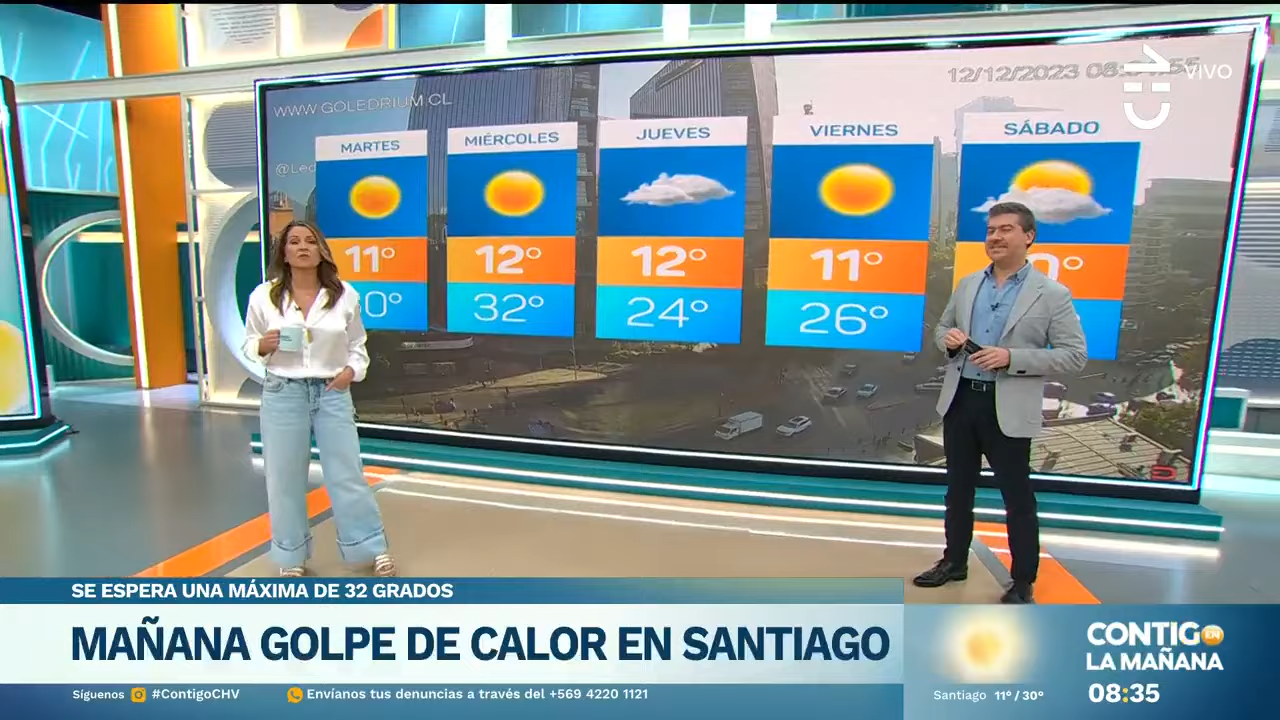 WWW.GOLEDRIUM.CL
12/12/2023
VIVO
MARTES
MIÉRCOLES
JUEVES
VIERNES
SÁBADO
11°
12°
12°
11°
0°
32°
24°
26°
SE ESPERA UNA MÁXIMA DE 32 GRADOS
MAÑANA GOLPE DE CALOR EN SANTIAGO
Síguenos #ContigoCHV
Envíanos tus denuncias a través del +569 4220 1121
Santiago 11° / 30°
CONTIGO EN
LA MAÑANA
08:35